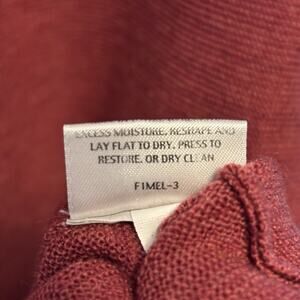 EXCESS MOISTURE. RESHAPE AND
LAY FLAT TO DRY. PRESS TO
RESTORE. OR DRY CLEAN
F1MEL-3